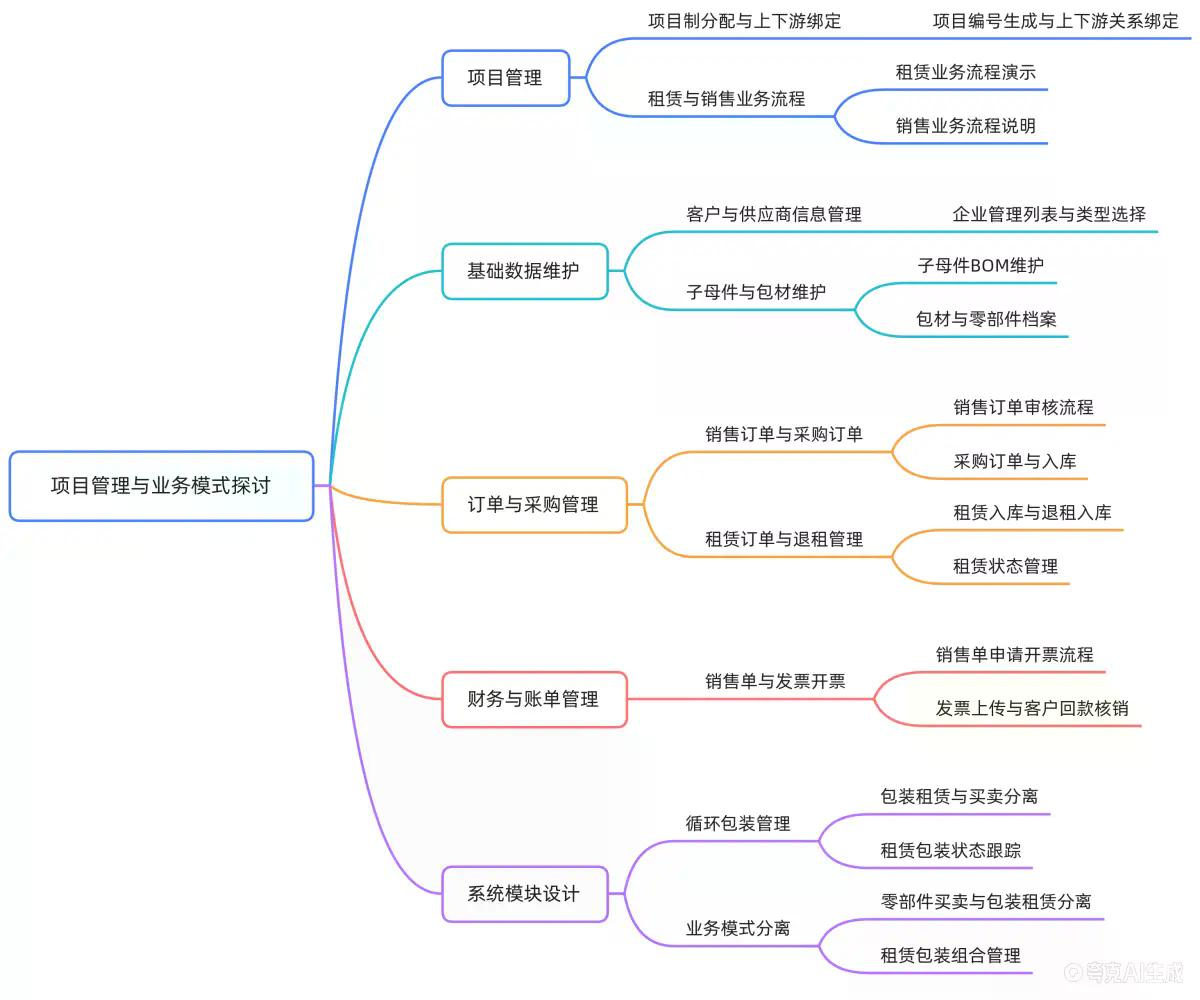 项目管理与业务模式探讨
项目管理
项目制分配与上下游绑定
项目编号生成与上下游关系绑定
租赁与销售业务流程
租赁业务流程演示
销售业务流程说明
基础数据维护
客户与供应商信息管理
企业管理列表与类型选择
子母件与包材维护
子母件BOM维护
包材与零部件档案
订单与采购管理
销售订单与采购订单
销售订单审核流程
采购订单与入库
租赁订单与退租管理
租赁入库与退租入库
租赁状态管理
财务与账单管理
销售单与发票开票
销售单申请开票流程
发票上传与客户回款核销
系统模块设计
循环包装管理
包装租赁与买卖分离
租赁包装状态跟踪
业务模式分离
零部件买卖与包装租赁分离
租赁包装组合管理
夸克AI生成